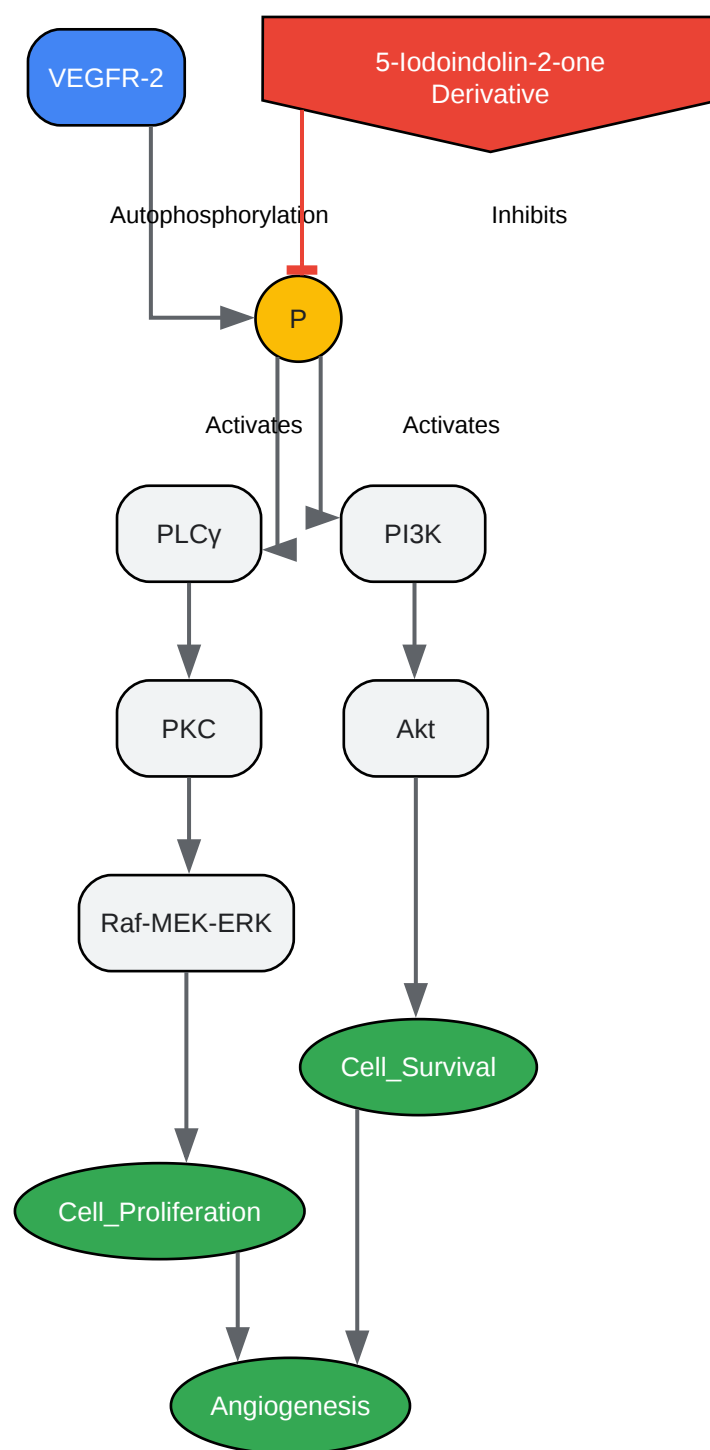 VEGFR-2
5-Iodoindolin-2-one
Derivative
Autophosphorylation
Inhibits
P
Activates
Activates
PLCγ
PI3K
PKC
Akt
Raf-MEK-ERK
Cell_Survival
Cell_Proliferation
Angiogenesis